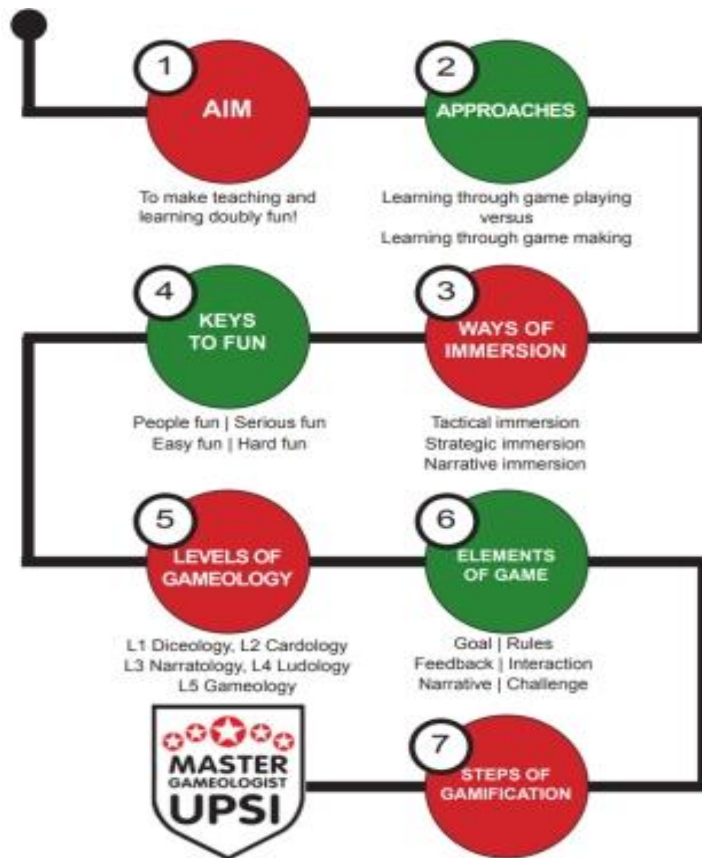 1
AIM
To make teaching and
learning doubly fun!
2
APPROACHES
Learning through game playing
versus
Learning through game making
3
WAYS OF
IMMERSION
Tactical immersion
Strategic immersion
Narrative immersion
4
KEYS
TO FUN
People fun | Serious fun
Easy fun | Hard fun
5
LEVELS OF
GAMEOLOGY
L1 Diceology, L2 Cardology
L3 Narratology, L4 Ludology
L5 Gameology
6
ELEMENTS
OF GAME
Goal | Rules
Feedback | Interaction
Narrative | Challenge
7
STEPS OF
GAMIFICATION
MASTER
GAMEOLOGIST
UPSI